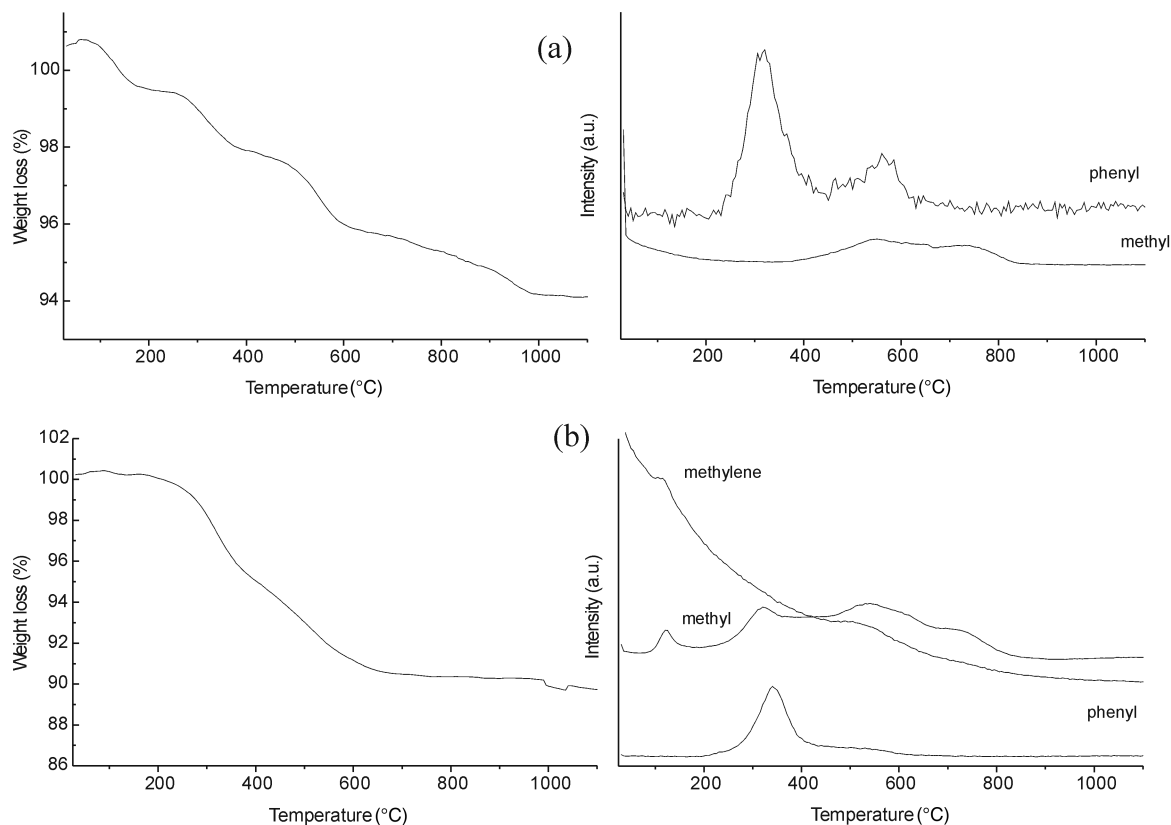 (a)
Weight loss (%)
100
98
96
94
200 400 600 800 1000
Temperature (°C)
Intensity (a.u.)
phenyl
methyl
200 400 600 800 1000
Temperature (°C)
(b)
Weight loss (%)
102
100
98
96
94
92
90
88
86
200 400 600 800 1000
Temperature (°C)
Intensity (a.u.)
methylene
methyl
phenyl
200 400 600 800 1000
Temperature (°C)